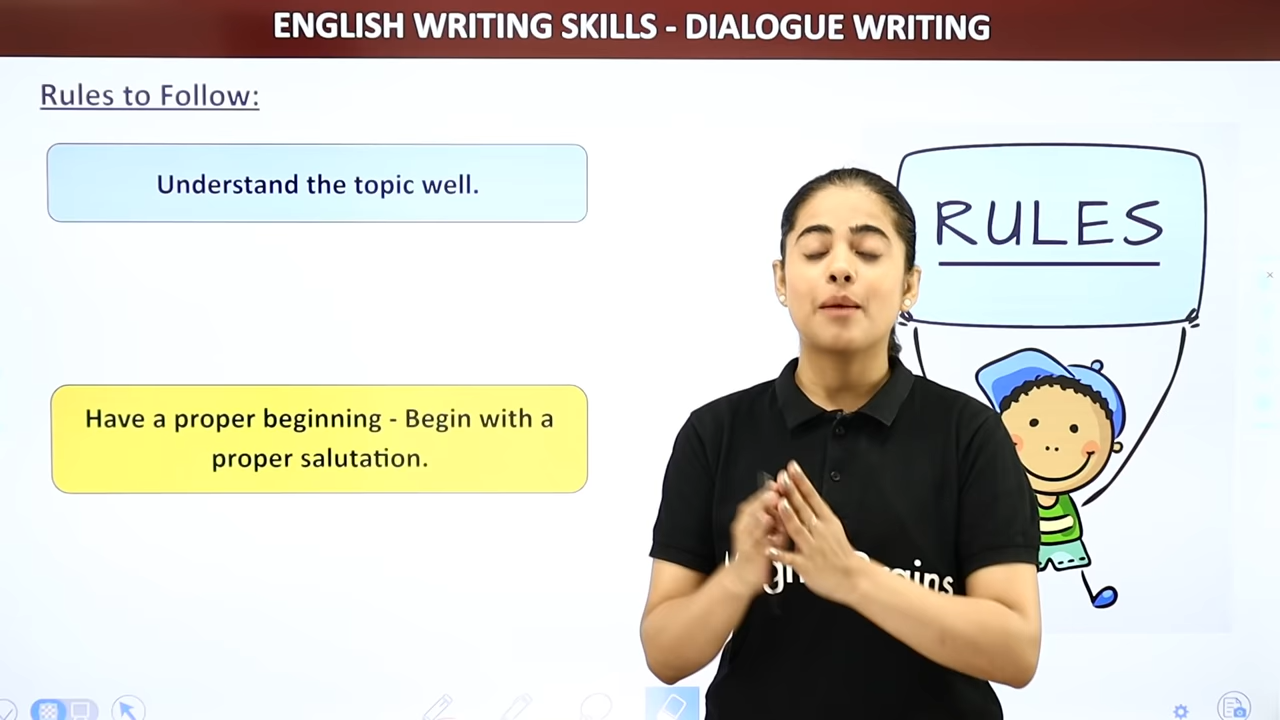 ENGLISH WRITING SKILLS - DIALOGUE WRITING
Rules to Follow:
Understand the topic well.
RULES
Have a proper beginning - Begin with a
proper salutation.